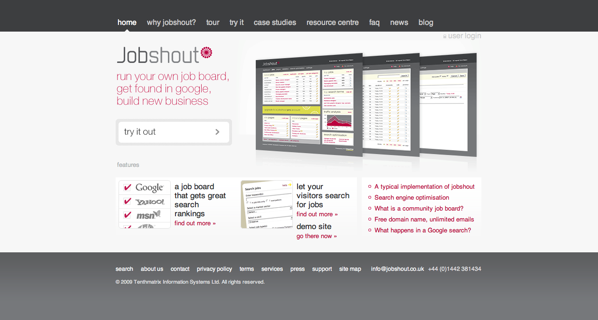 home why jobshout? tour try it case studies resource centre faq news blog
user login
Jobshout
run your own job board,
get found in google,
build new business
try it out
features
Google
Yahoo!
msn
a job board
that gets great
search
rankings
find out more »
let your
visitors search
for jobs
find out more »
demo site
go there now »
A typical implementation of jobshout
Search engine optimisation
What is a community job board?
Free domain name, unlimited emails
What happens in a Google search?
search about us contact privacy policy terms services press support site map info@jobshout.co.uk +44 (0)1442 381434
© 2009 Tenthmatrix Information Systems Ltd. All rights reserved.